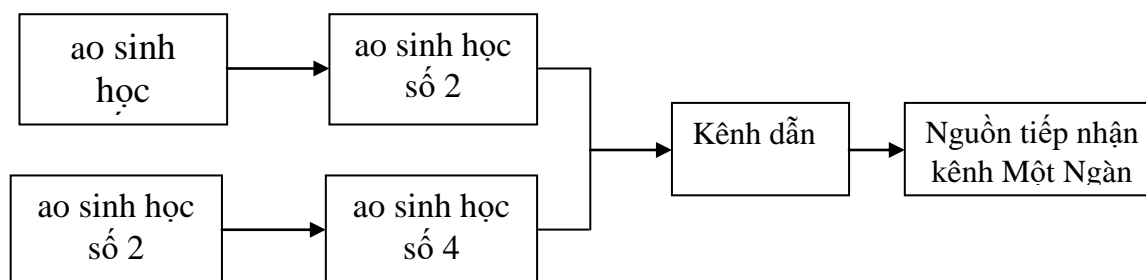 ao sinh
học
ao sinh học
số 2
Kênh dẫn
Nguồn tiếp nhận
kênh Một Ngàn
ao sinh học
số 2
ao sinh học
số 4